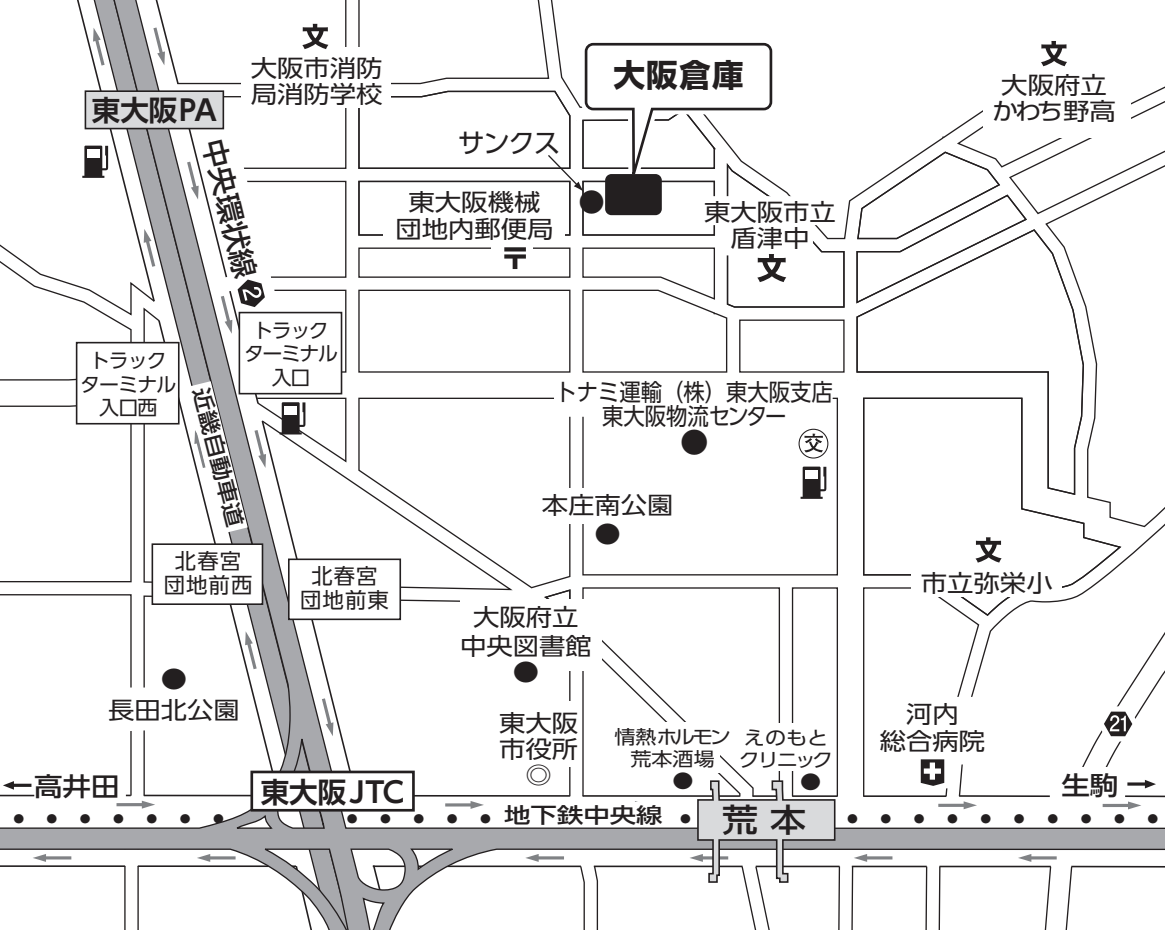 文
大阪市消防
局消防学校
大阪倉庫
文
大阪府立
かわち野高
東大阪PA
サンクス
中央環状線
2
東大阪機械
団地内郵便局
〒
東大阪市立
盾津中
文
トラック
ターミナル
入口
トラック
ターミナル
入口西
近畿自動車道
トナミ運輸（株）東大阪支店
東大阪物流センター
交
本庄南公園
北春宮
団地前西
北春宮
団地前東
文
市立弥栄小
大阪府立
中央図書館
長田北公園
東大阪
市役所
情熱ホルモン
荒本酒場
えのもと
クリニック
河内
総合病院
21
←高井田
東大阪JTC
生駒→
地下鉄中央線
荒本